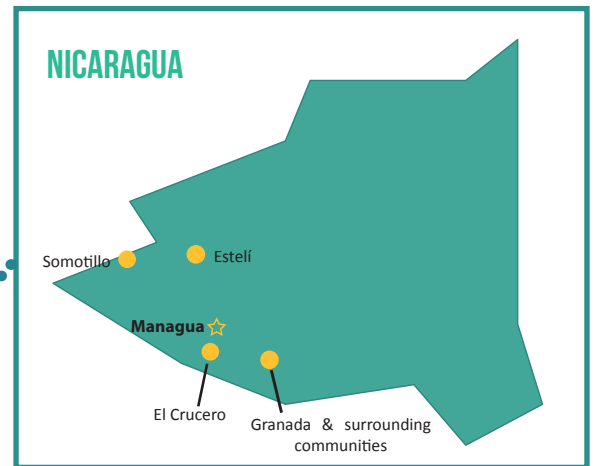 NICARAGUA
Somotillo
Estelí
Managua
El Crucero
Granada & surrounding
communities